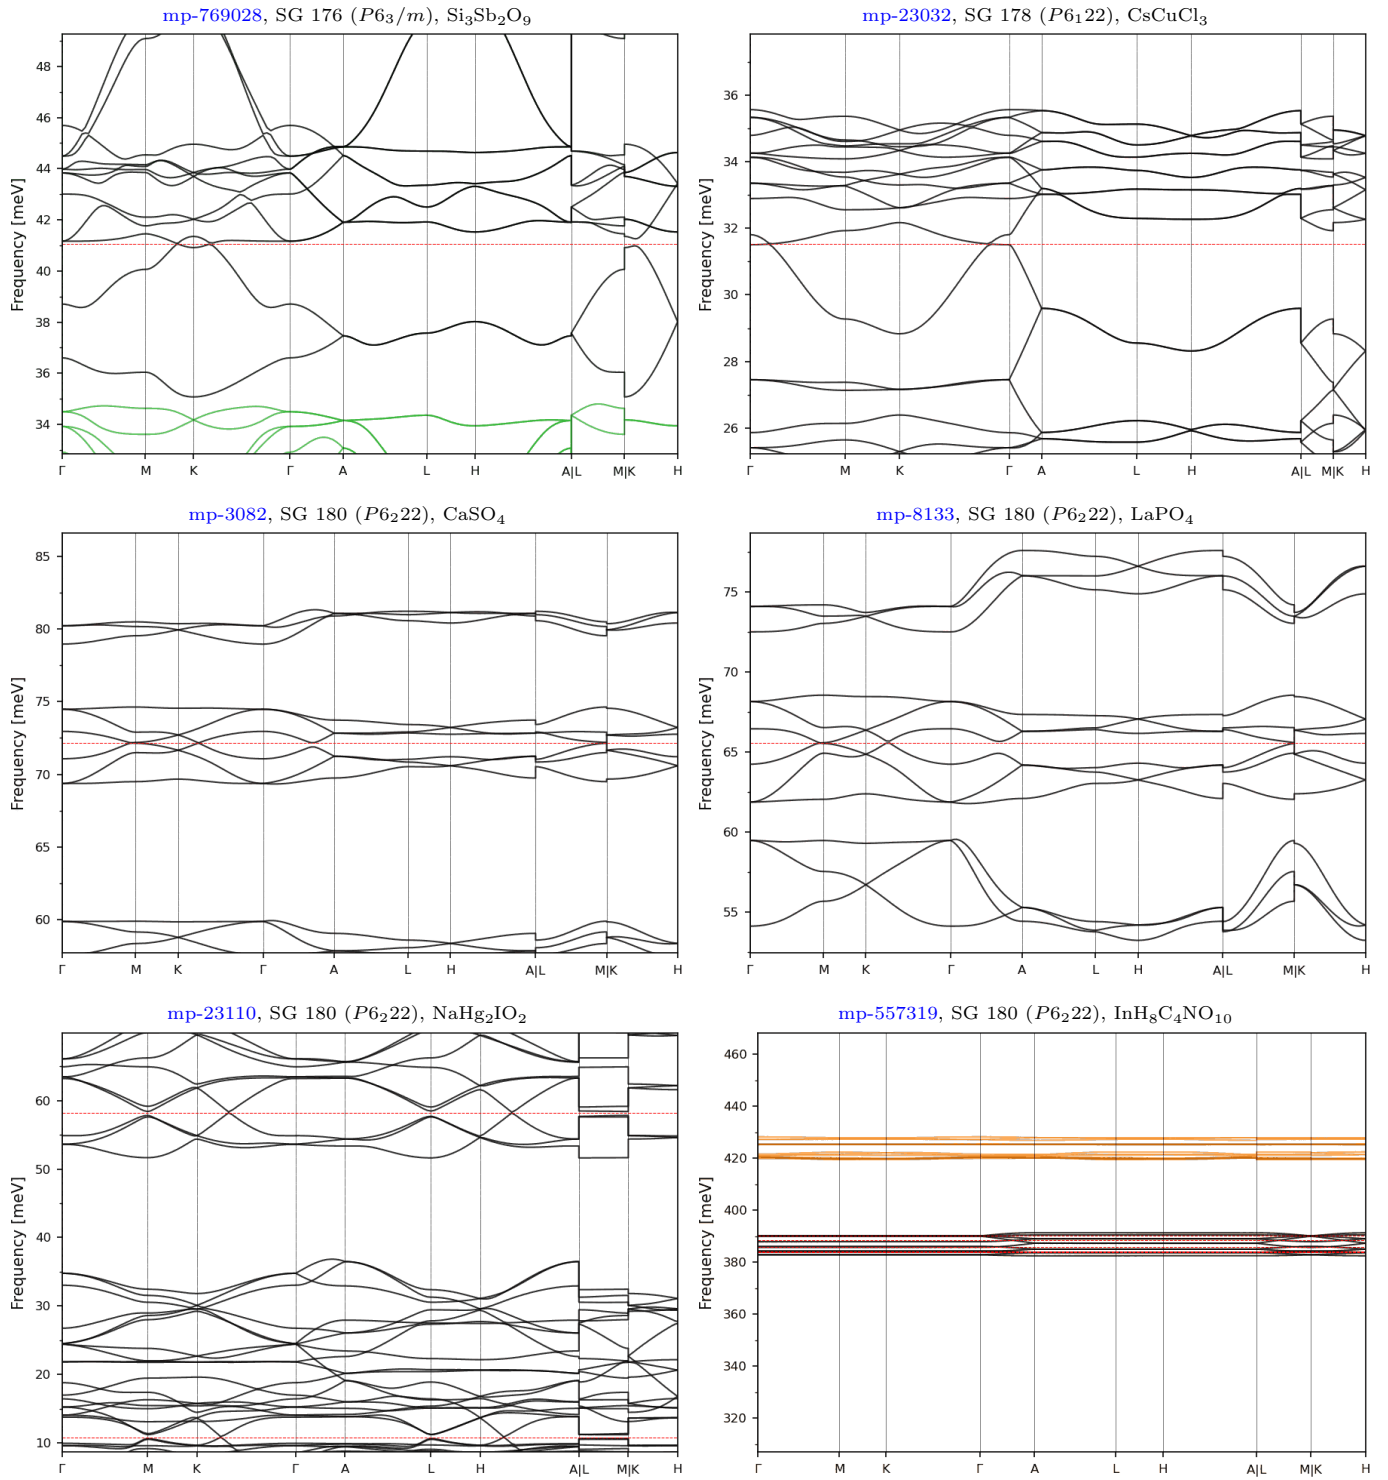 mp-769028, SG 176 (P6₃/m), Si₃Sb₂O₉
Frequency [meV]
48
46
44
42
40
38
36
34
Γ M K Γ A L H A|L M|K H
mp-23032, SG 178 (P6₁22), CsCuCl₃
Frequency [meV]
36
34
32
30
28
26
Γ M K Γ A L H A|L M|K H
mp-3082, SG 180 (P6₂22), CaSO₄
Frequency [meV]
85
80
75
70
65
60
Γ M K Γ A L H A|L M|K H
mp-8133, SG 180 (P6₂22), LaPO₄
Frequency [meV]
75
70
65
60
55
Γ M K Γ A L H A|L M|K H
mp-23110, SG 180 (P6₂22), NaHg₂IO₂
Frequency [meV]
60
50
40
30
20
10
Γ M K Γ A L H A|L M|K H
mp-557319, SG 180 (P6₂22), InH₈C₄NO₁₀
Frequency [meV]
460
440
420
400
380
360
340
320
Γ M K Γ A L H A|L M|K H